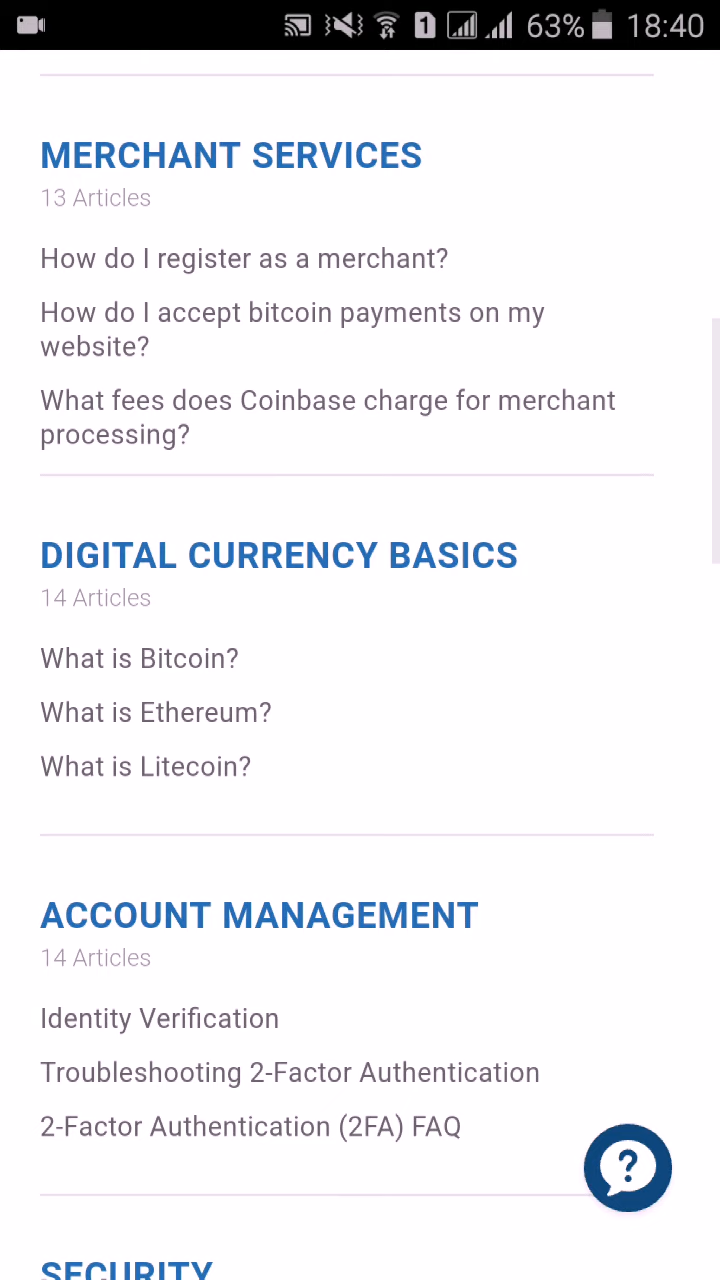 63% 18:40
MERCHANT SERVICES
13 Articles
How do I register as a merchant?
How do I accept bitcoin payments on my
website?
What fees does Coinbase charge for merchant
processing?
DIGITAL CURRENCY BASICS
14 Articles
What is Bitcoin?
What is Ethereum?
What is Litecoin?
ACCOUNT MANAGEMENT
14 Articles
Identity Verification
Troubleshooting 2-Factor Authentication
2-Factor Authentication (2FA) FAQ
?
SECURITY